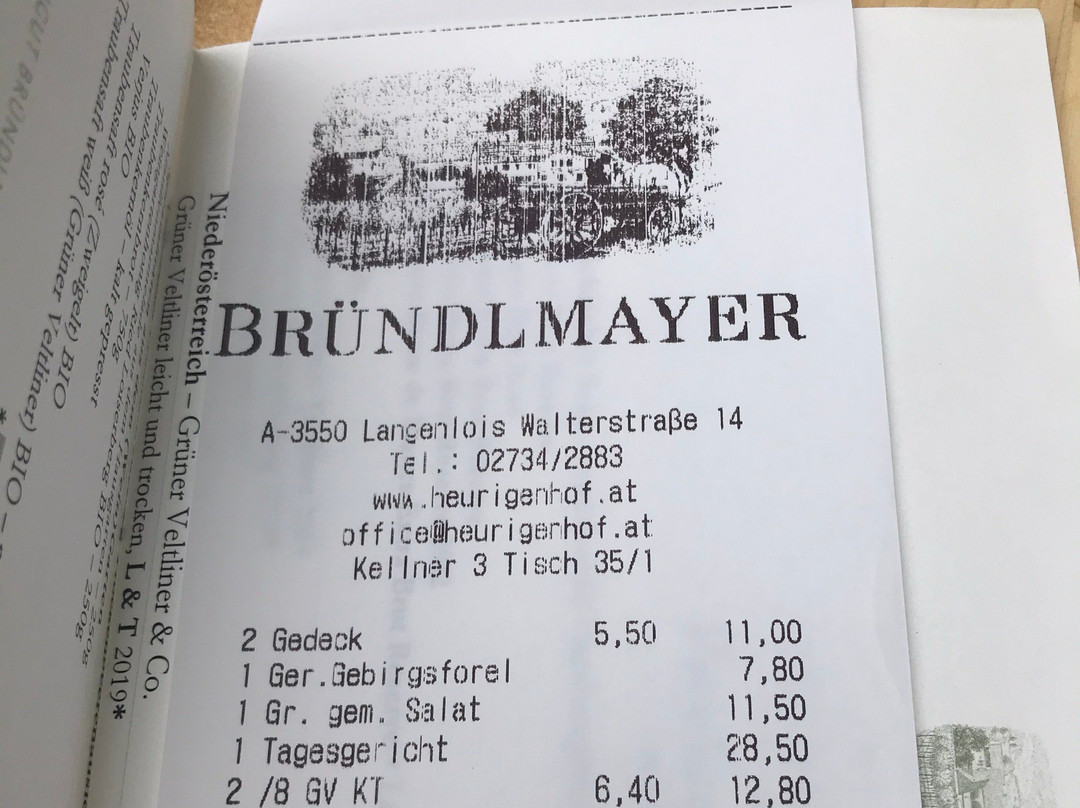 BRÜNDLMAYER
A-3550 Langenlois Walterstraße 14
Tel.: 02734/2883
www.heurigenhof.at
office@heurigenhof.at
Kellner 3 Tisch 35/1
2 Gedeck 5,50 11,00
1 Ger.Gebirgsforel 7,80
1 Gr. gem. Salat 11,50
1 Tagesgericht 28,50
2 /8 GV KT 6,40 12,80
Niederösterreich – Grüner Veltliner & Co.
Grüner Veltliner leicht und trocken, L & T 2019*
Verjus BIO
Traubensaft rosé (Zweigelt) BIO
Traubensaft weiß (Grüner Veltliner) BIO –